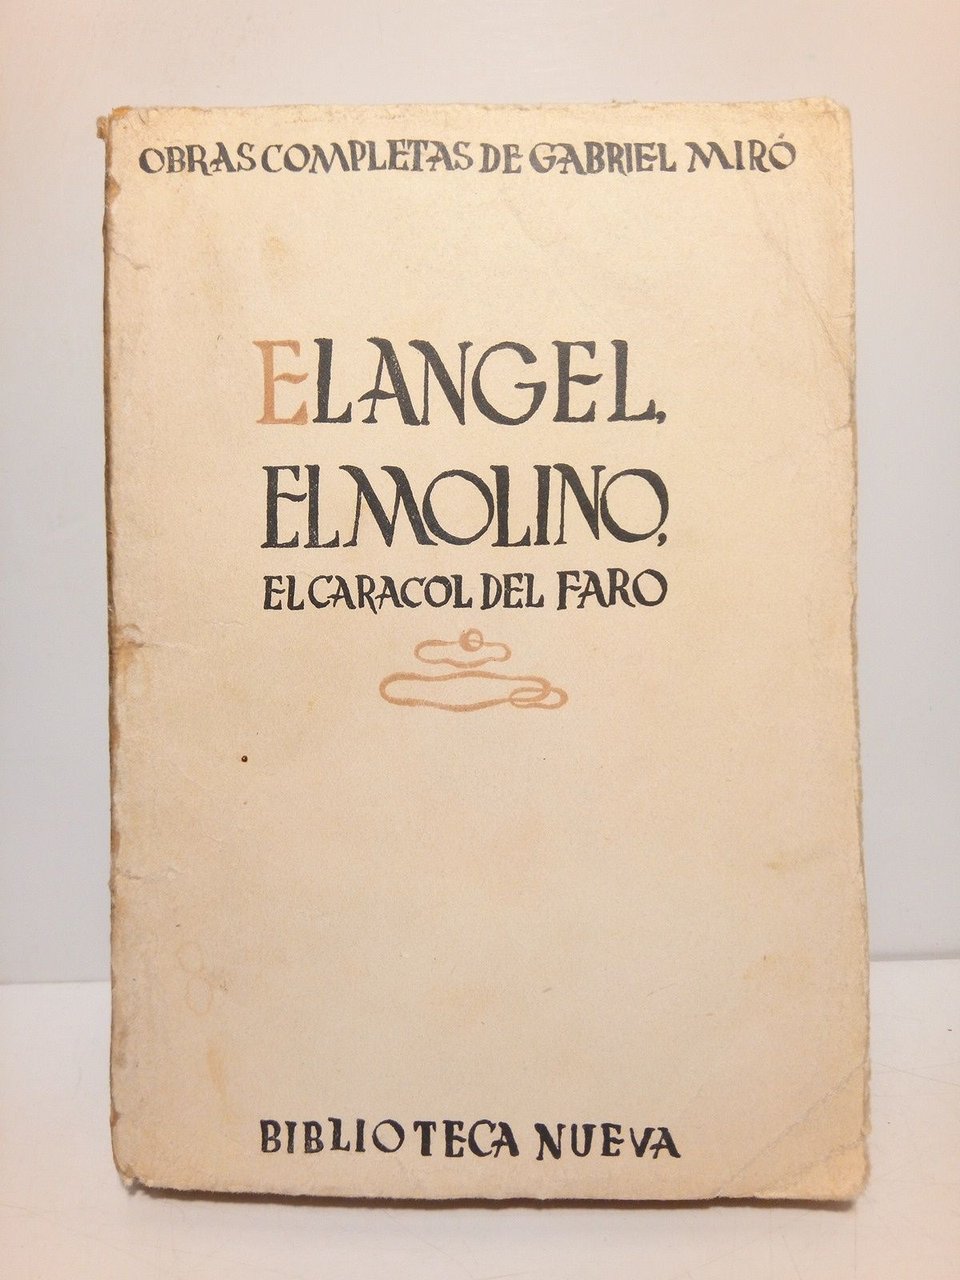 OBRAS COMPLETAS DE GABRIEL MIRÓ
EL ANGEL,
EL MOLINO,
EL CARACOL DEL FARO
BIBLIOTECA NUEVA